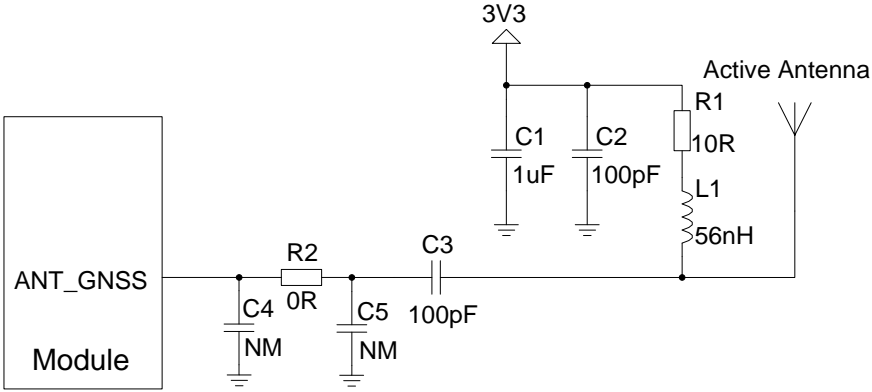 3V3
Active Antenna
R1
C1
C2
10R
1uF
100pF
L1
56nH
R2
C3
ANT_GNSS
0R
C4
C5
100pF
NM
NM
Module